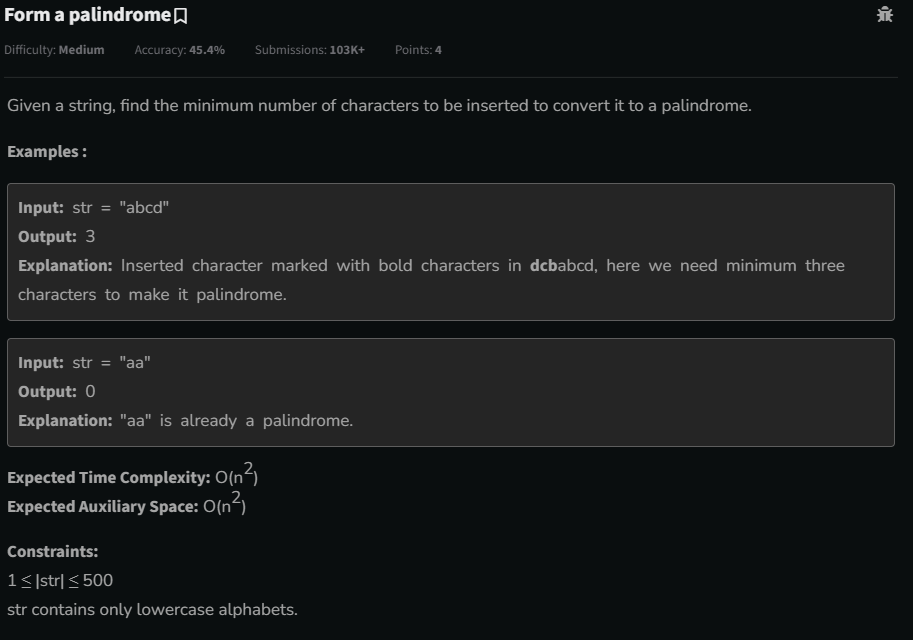 Form a palindrome
Difficulty: Medium Accuracy: 45.4% Submissions: 103K+ Points: 4
Given a string, find the minimum number of characters to be inserted to convert it to a palindrome.
Examples :
Input: str = "abcd"
Output: 3
Explanation: Inserted character marked with bold characters in dcbabcd, here we need minimum three
characters to make it palindrome.
Input: str = "aa"
Output: 0
Explanation: "aa" is already a palindrome.
Expected Time Complexity: O(n²)
Expected Auxiliary Space: O(n²)
Constraints:
1 ≤ |str| ≤ 500
str contains only lowercase alphabets.